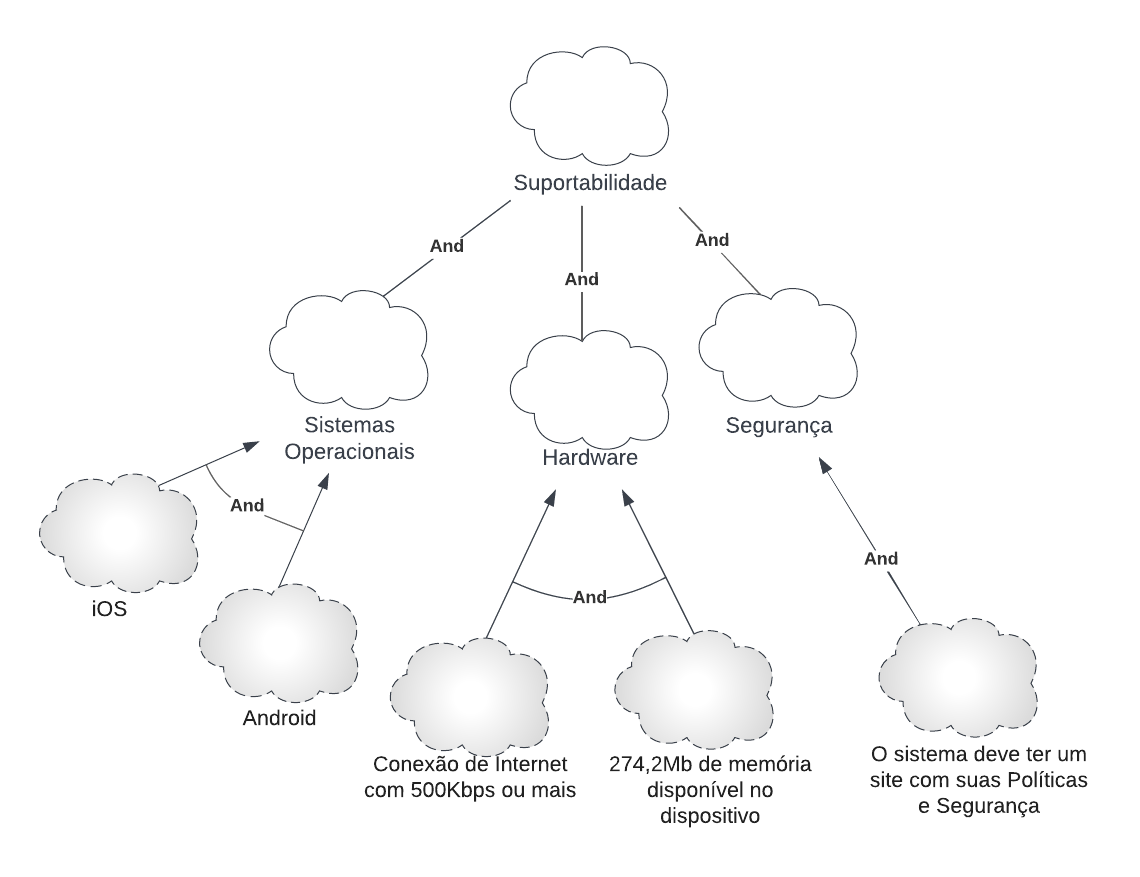 Suportabilidade
And
And
And
Sistemas
Operacionais
Hardware
Segurança
And
And
And
iOS
Android
Conexão de Internet
com 500Kbps ou mais
274,2Mb de memória
disponível no
dispositivo
O sistema deve ter um
site com suas Políticas
e Segurança